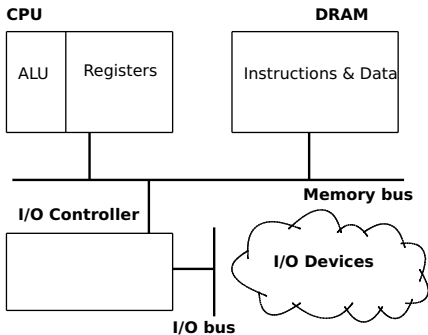 CPU
DRAM
ALU
Registers
Instructions & Data
Memory bus
I/O Controller
I/O Devices
I/O bus